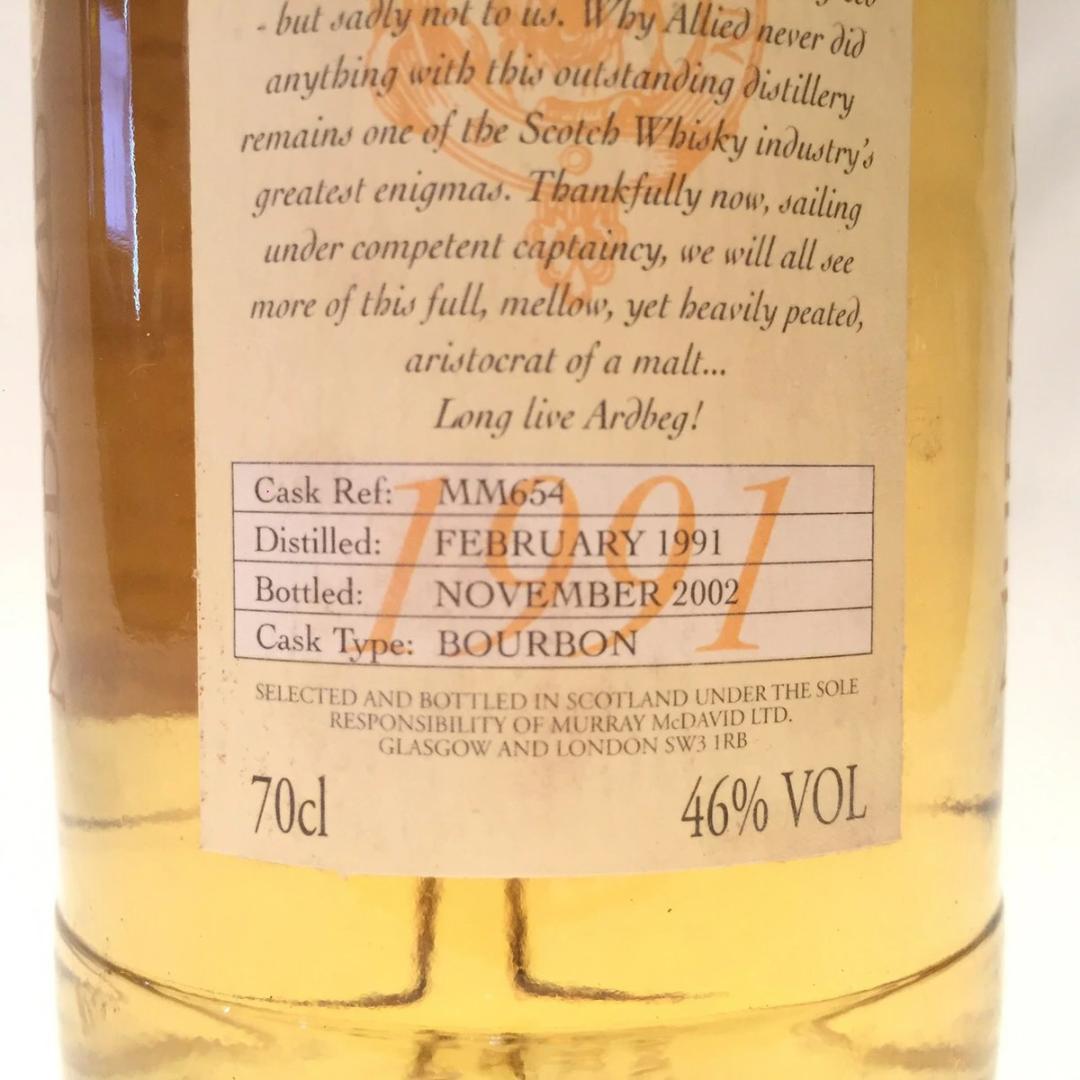 - but sadly not to us. Why Allied never did
anything with this outstanding distillery
remains one of the Scotch Whisky industry's
greatest enigmas. Thankfully now, sailing
under competent captaincy, we will all see
more of this full, mellow, yet heavily peated,
aristocrat of a malt...
Long live Ardbeg!
1991
Cask Ref: MM654
Distilled: FEBRUARY 1991
Bottled: NOVEMBER 2002
Cask Type: BOURBON
SELECTED AND BOTTLED IN SCOTLAND UNDER THE SOLE
RESPONSIBILITY OF MURRAY McDAVID LTD.
GLASGOW AND LONDON SW3 1RB
70cl 46% VOL